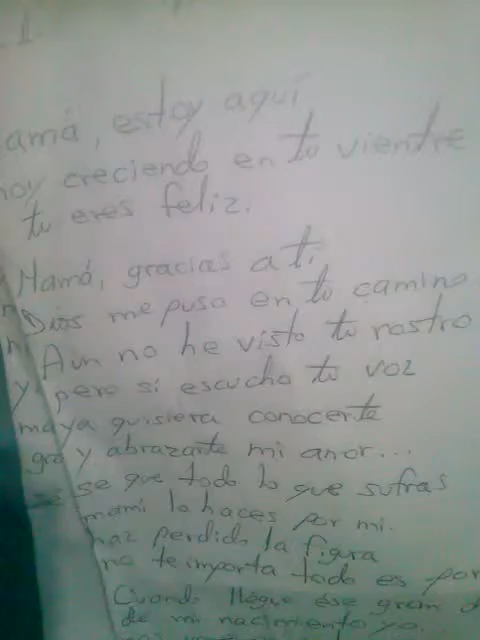 1.
amá, estoy aquí
hoy creciendo en tu vientre
tu eres feliz.
Mamá, gracias a ti
Dios me puso en tu camino
Aun no he visto tu rostro
y pero si escucho tu voz
ma ya quisiera conocerte
gra y abrazarte mi amor...
se que todo lo que sufras
mami lo haces por mi.
haz perdido la figura
no te importa todo es por
Cuando llegue ése gran d
de mi nacimiento yo